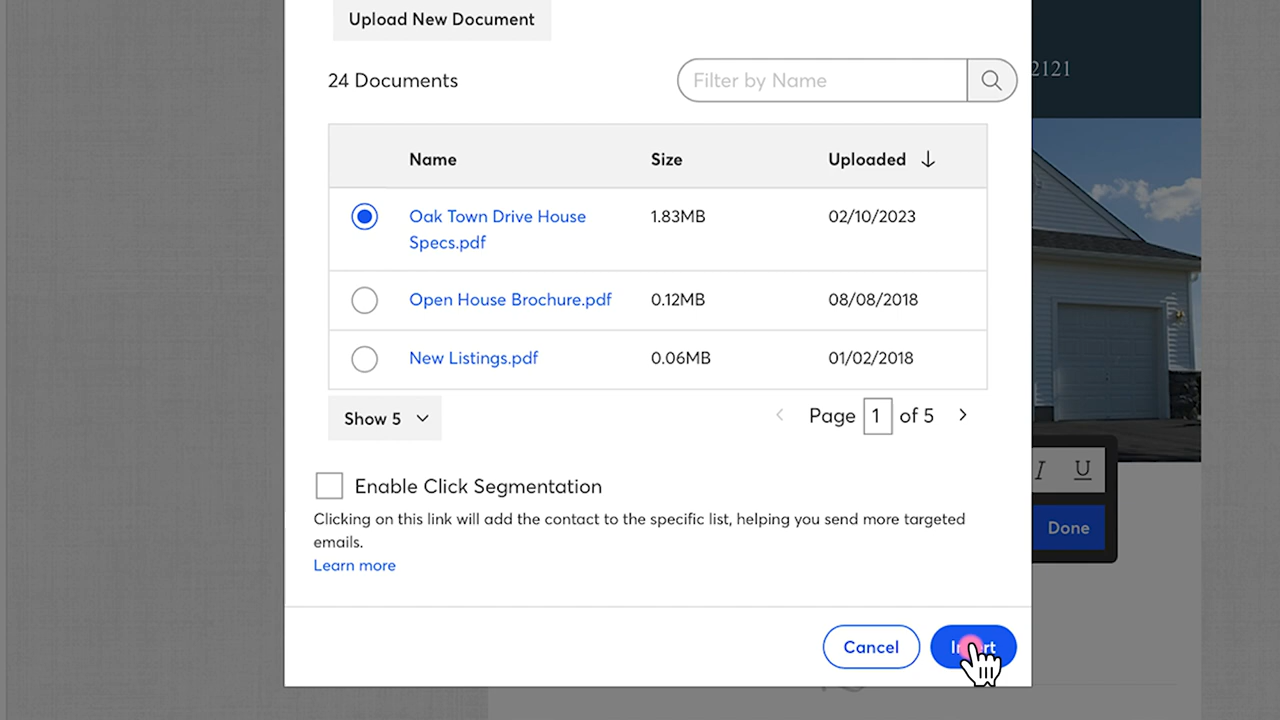 Upload New Document
24 Documents
Filter by Name
2121
Name Size Uploaded
Oak Town Drive House 1.83MB 02/10/2023
Specs.pdf
Open House Brochure.pdf 0.12MB 08/08/2018
New Listings.pdf 0.06MB 01/02/2018
Show 5
Page 1 of 5
I U
Enable Click Segmentation
Clicking on this link will add the contact to the specific list, helping you send more targeted
emails.
Done
Learn more
Cancel